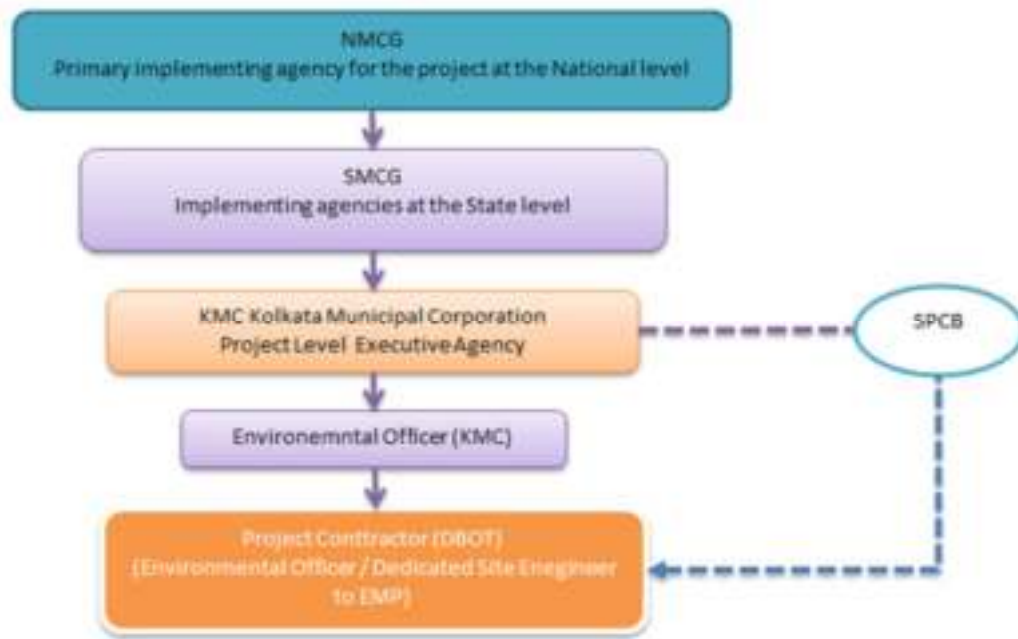 NMCG
Primary implementing agency for the project at the National level
SMCG
Implementing agencies at the State level
KMC Kolkata Municipal Corporation
Project Level Executive Agency
SPCB
Environemntal Officer (KMC)
Project Conttractor (DBOT)
(Environmental Officer / Dedicated Site Enegineer
to EMP)